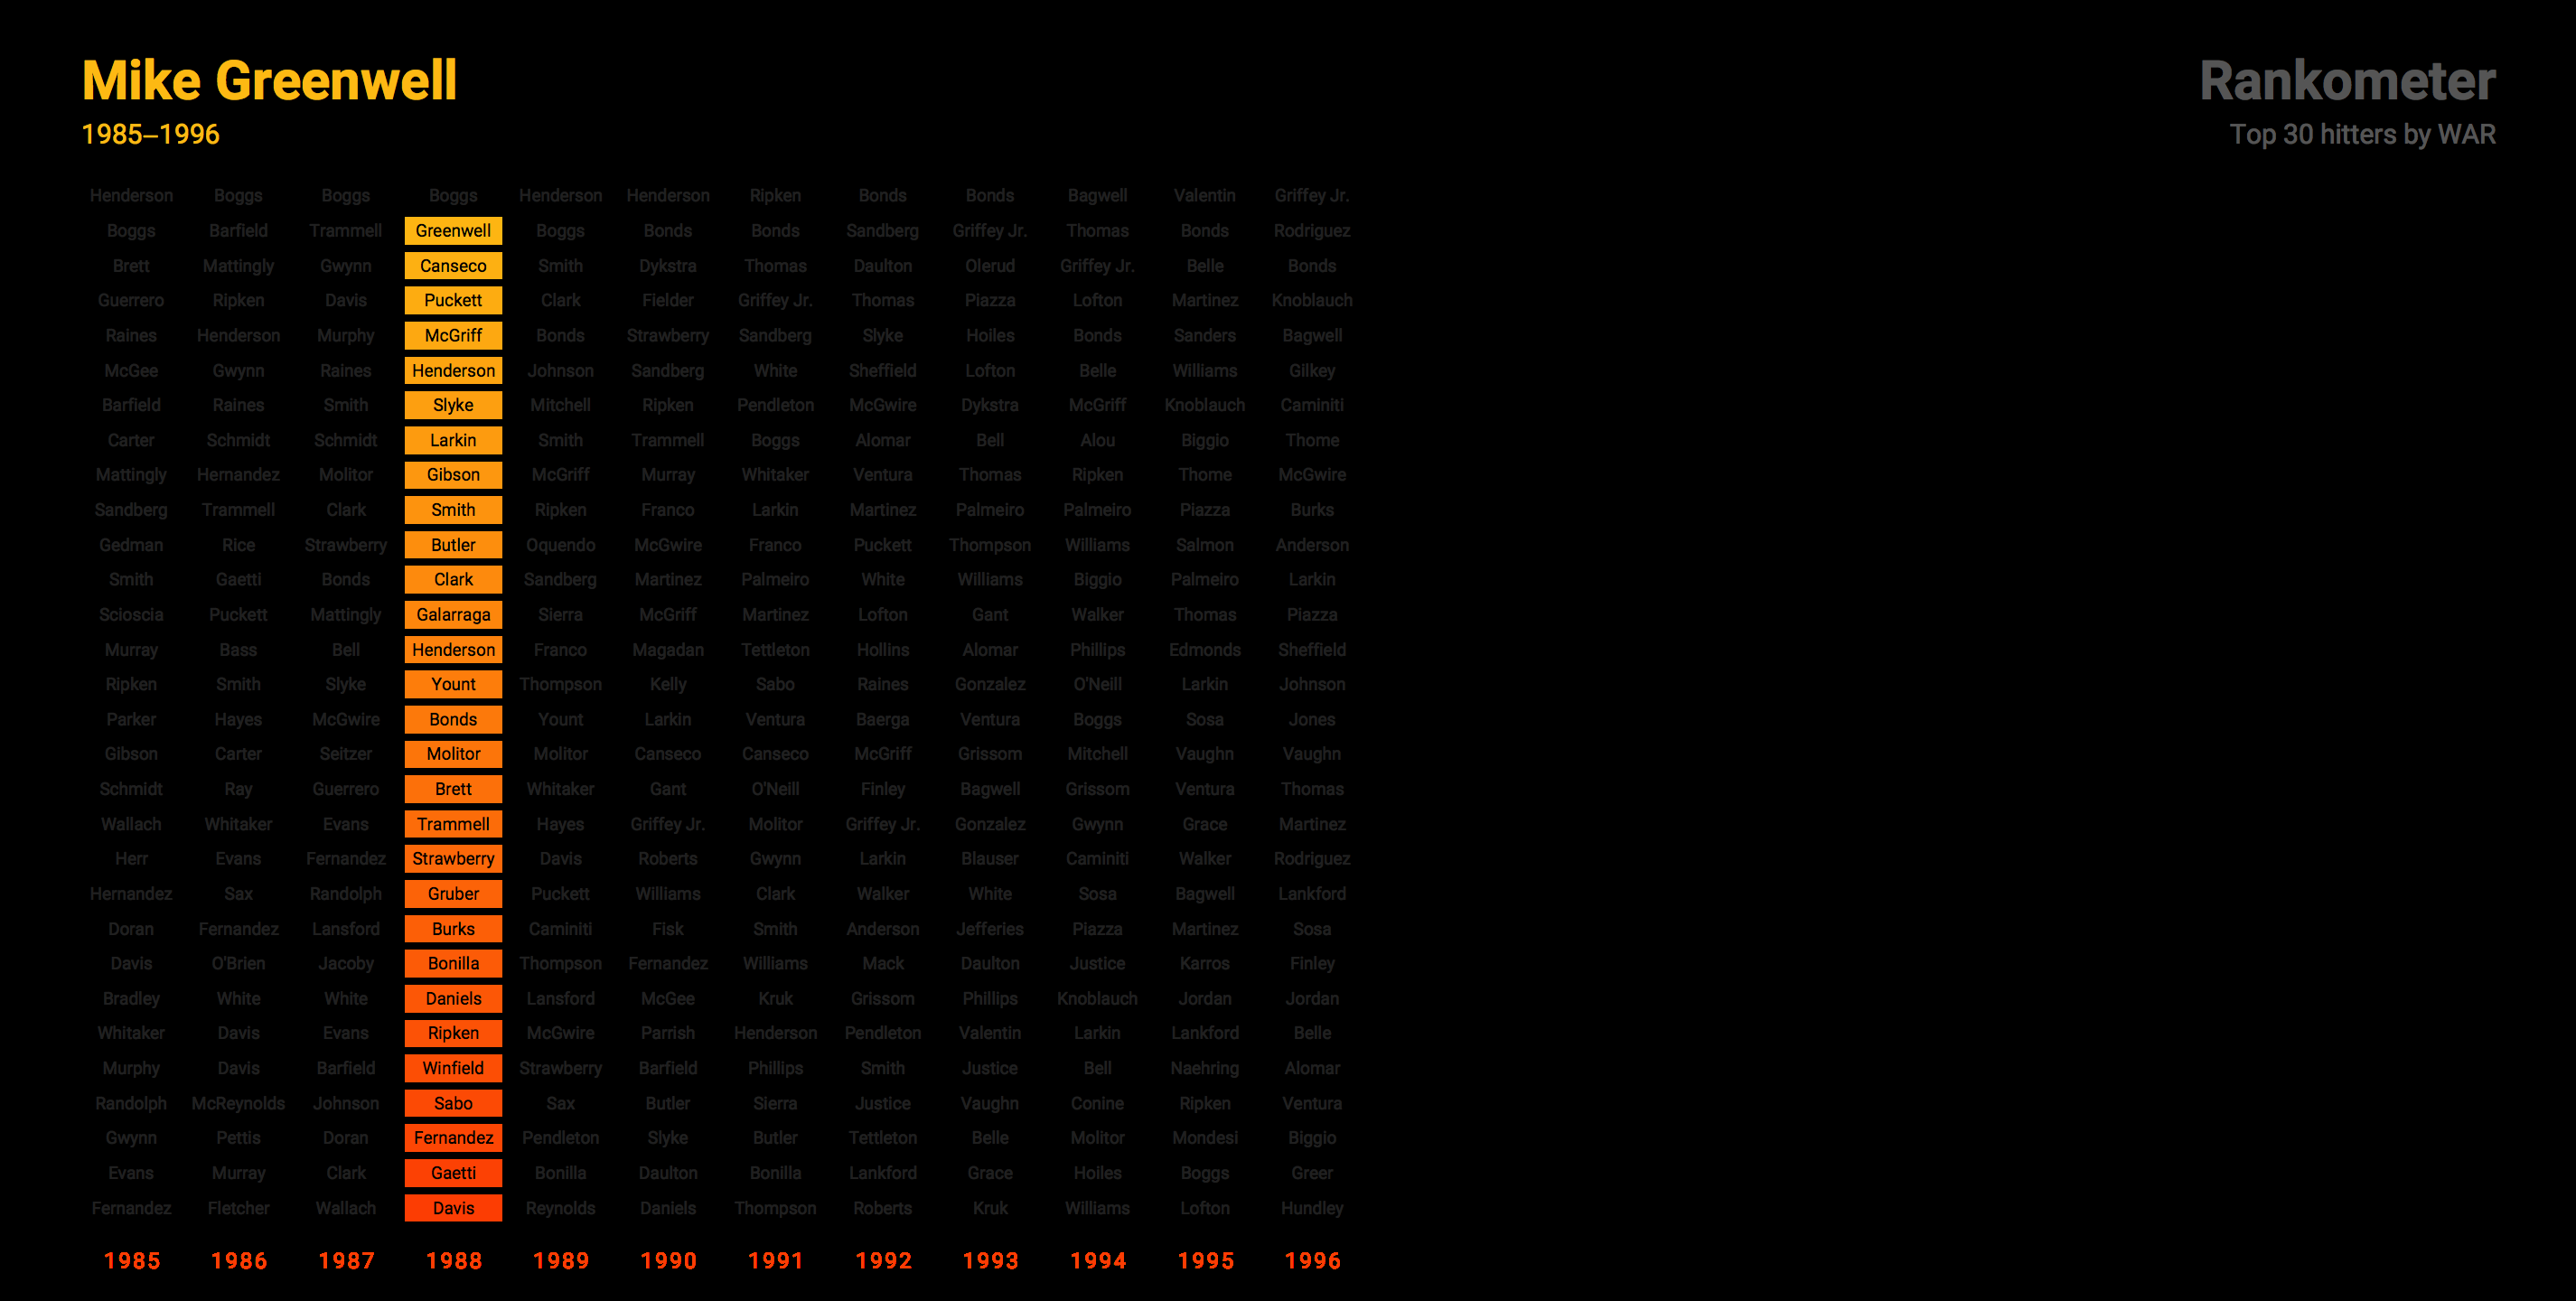 Mike Greenwell
1985–1996
Rankometer
Top 30 hitters by WAR
Henderson Boggs Boggs Boggs Henderson Henderson Ripken Bonds Bonds Bagwell Valentin Griffey Jr.
Boggs Barfield Trammell Greenwell Boggs Bonds Bonds Sandberg Griffey Jr. Thomas Bonds Rodriguez
Brett Mattingly Gwynn Canseco Smith Dykstra Thomas Daulton Olerud Griffey Jr. Belle Bonds
Guerrero Ripken Davis Puckett Clark Fielder Griffey Jr. Thomas Piazza Lofton Martinez Knoblauch
Raines Henderson Murphy McGriff Bonds Strawberry Sandberg Slyke Hoiles Bonds Sanders Bagwell
McGee Gwynn Raines Henderson Johnson Sandberg White Sheffield Lofton Belle Williams Gilkey
Barfield Raines Smith Slyke Mitchell Ripken Pendleton McGwire Dykstra McGriff Knoblauch Caminiti
Carter Schmidt Schmidt Larkin Smith Trammell Boggs Alomar Bell Alou Biggio Thome
Mattingly Hernandez Molitor Gibson McGriff Murray Whitaker Ventura Thomas Ripken Thome McGwire
Sandberg Trammell Clark Smith Ripken Franco Larkin Martinez Palmeiro Palmeiro Piazza Burks
Gedman Rice Strawberry Butler Oquendo McGwire Franco Puckett Thompson Williams Salmon Anderson
Smith Gaetti Bonds Clark Sandberg Martinez Palmeiro White Williams Biggio Palmeiro Larkin
Scioscia Puckett Mattingly Galarraga Sierra McGriff Martinez Lofton Gant Walker Thomas Piazza
Murray Bass Bell Henderson Franco Magadan Tettleton Hollins Alomar Phillips Edmonds Sheffield
Ripken Smith Slyke Yount Thompson Kelly Sabo Raines Gonzalez O'Neill Larkin Johnson
Parker Hayes McGwire Bonds Yount Larkin Ventura Baerga Ventura Boggs Sosa Jones
Gibson Carter Seitzer Molitor Molitor Canseco Canseco McGriff Grissom Mitchell Vaughn Vaughn
Schmidt Ray Guerrero Brett Whitaker Gant O'Neill Finley Bagwell Grissom Ventura Thomas
Wallach Whitaker Evans Trammell Hayes Griffey Jr. Molitor Griffey Jr. Gonzalez Gwynn Grace Martinez
Herr Evans Fernandez Strawberry Davis Roberts Gwynn Larkin Blauser Caminiti Walker Rodriguez
Hernandez Sax Randolph Gruber Puckett Williams Clark Walker White Sosa Bagwell Lankford
Doran Fernandez Lansford Burks Caminiti Fisk Smith Anderson Jefferies Piazza Martinez Sosa
Davis O'Brien Jacoby Bonilla Thompson Fernandez Williams Mack Daulton Justice Karros Finley
Bradley White White Daniels Lansford McGee Kruk Grissom Phillips Knoblauch Jordan Jordan
Whitaker Davis Evans Ripken McGwire Parrish Henderson Pendleton Valentin Larkin Lankford Belle
Murphy Davis Barfield Winfield Strawberry Barfield Phillips Smith Justice Bell Naehring Alomar
Randolph McReynolds Johnson Sabo Sax Butler Sierra Justice Vaughn Conine Ripken Ventura
Gwynn Pettis Doran Fernandez Pendleton Slyke Butler Tettleton Belle Molitor Mondesi Biggio
Evans Murray Clark Gaetti Bonilla Daulton Bonilla Lankford Grace Hoiles Boggs Greer
Fernandez Fletcher Wallach Davis Reynolds Daniels Thompson Roberts Kruk Williams Lofton Hundley
1985 1986 1987 1988 1989 1990 1991 1992 1993 1994 1995 1996